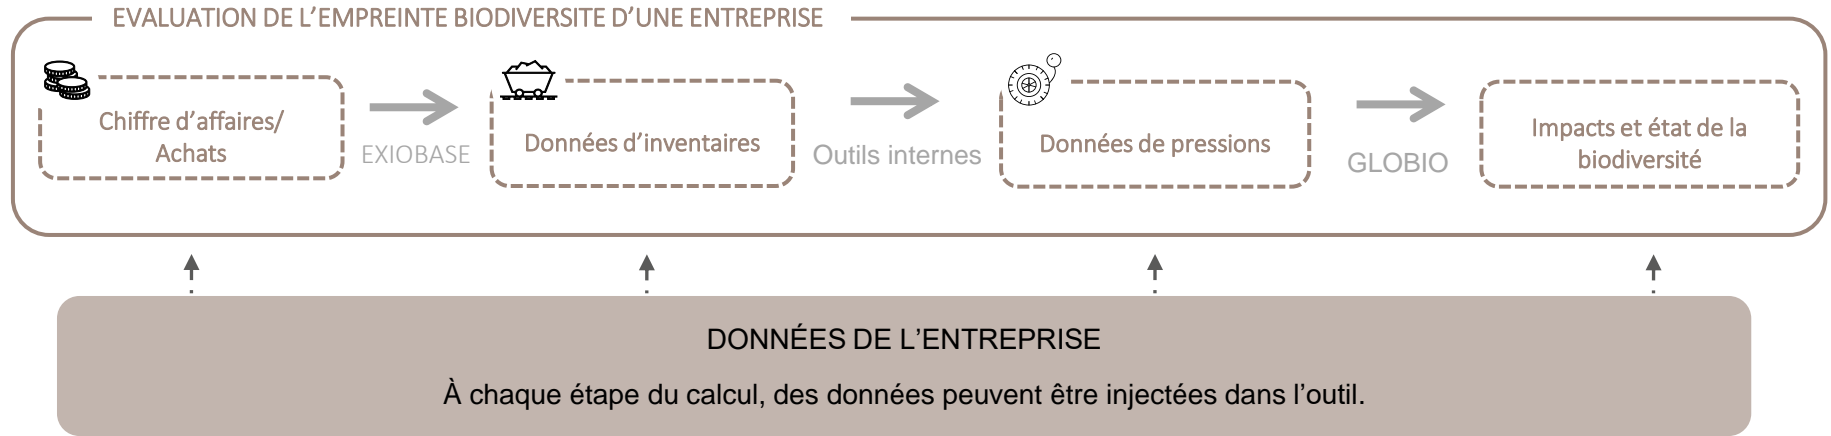 EVALUATION DE L’EMPREINTE BIODIVERSITE D’UNE ENTREPRISE
Chiffre d’affaires/
Achats
EXIOBASE
Données d’inventaires
Outils internes
Données de pressions
GLOBIO
Impacts et état de la
biodiversité
DONNÉES DE L’ENTREPRISE
À chaque étape du calcul, des données peuvent être injectées dans l’outil.